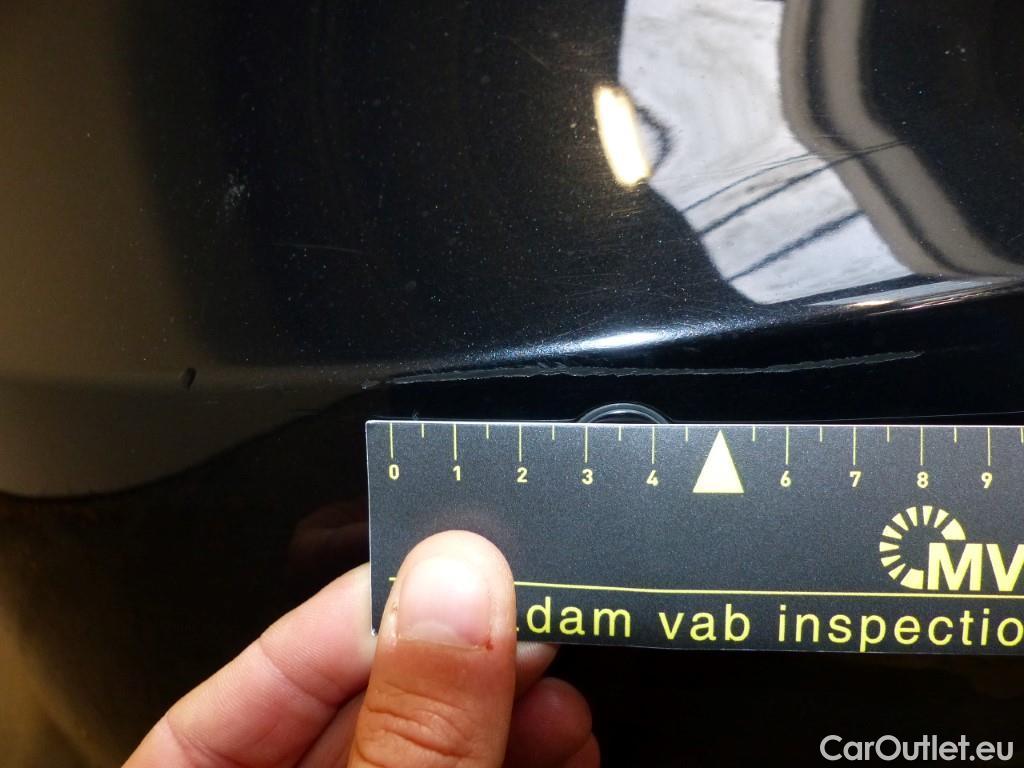 0 1 2 3 4 6 7 8 9
MV
dam vab inspectio
CarOutlet.eu